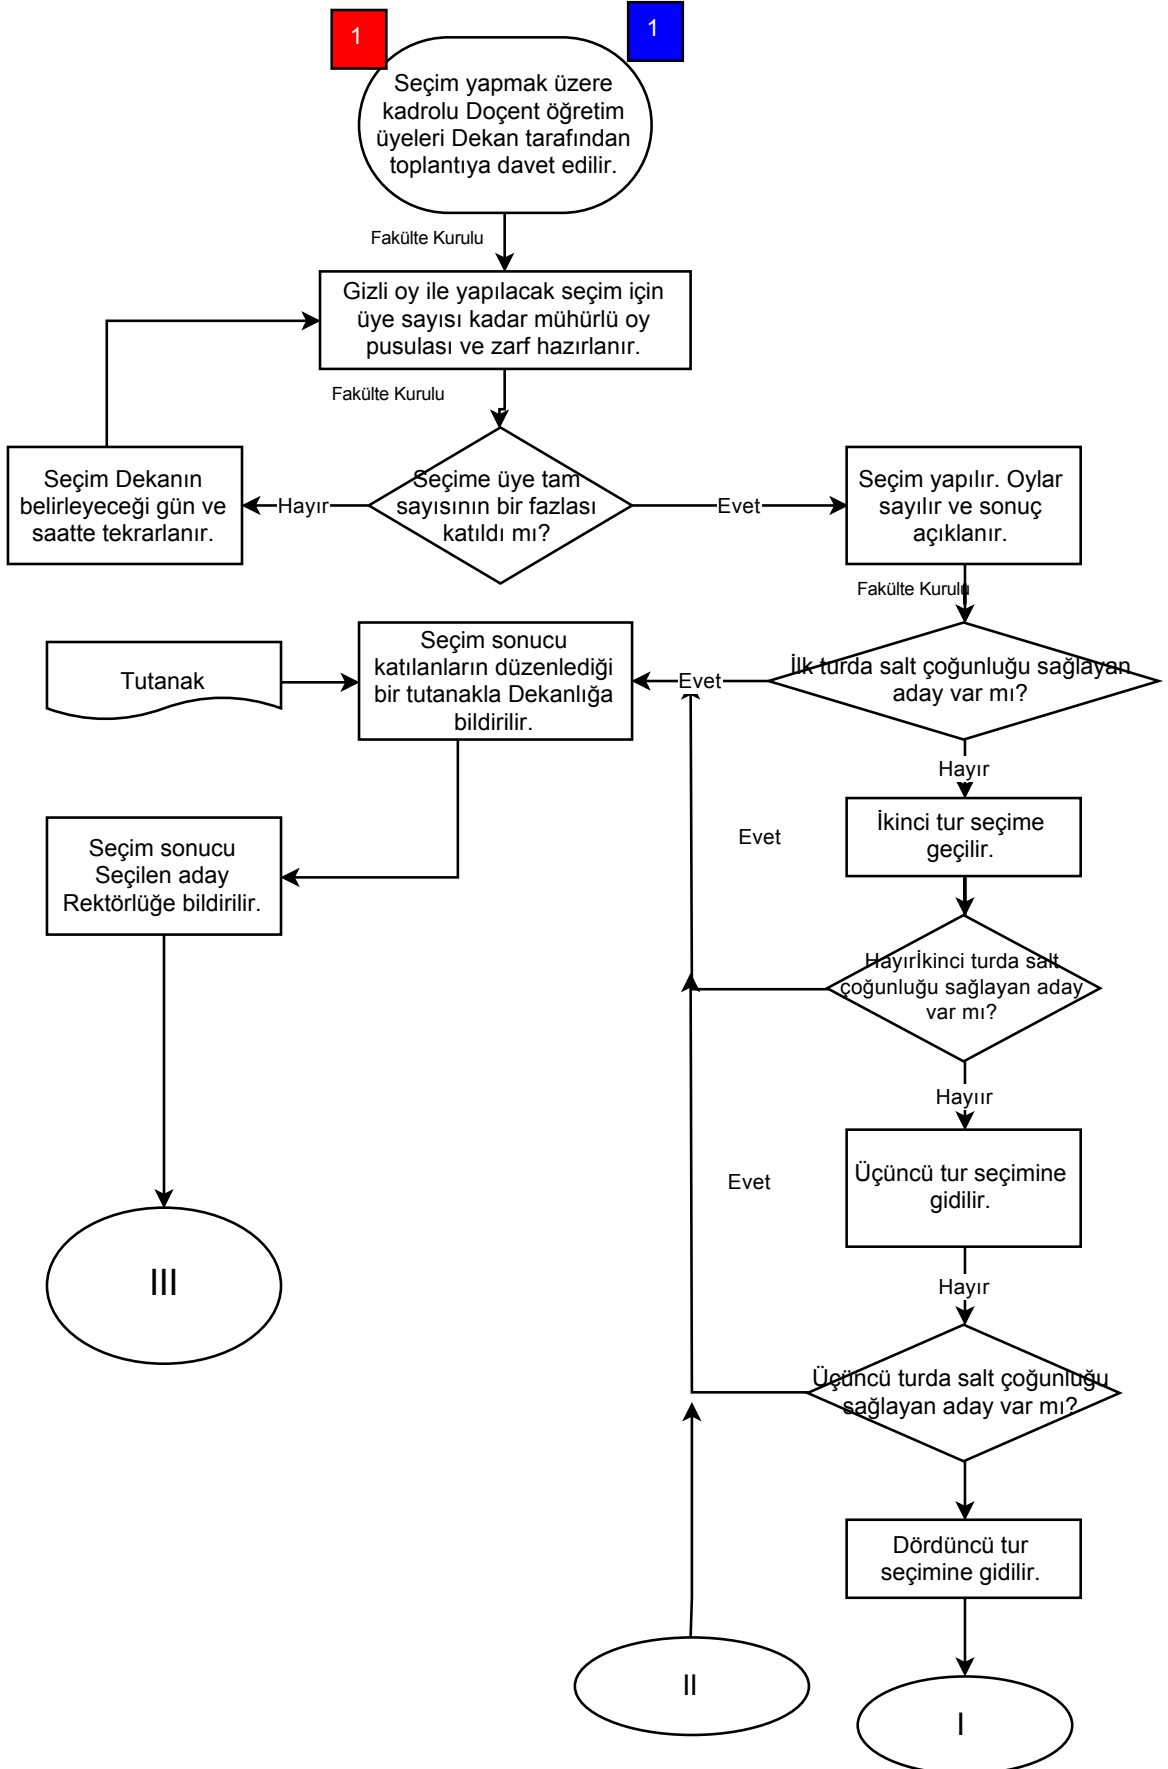 1
1
Seçim yapmak üzere
kadrolu Doçent öğretim
üyeleri Dekan tarafından
toplantıya davet edilir.
Fakülte Kurulu
Gizli oy ile yapılacak seçim için
üye sayısı kadar mühürlü oy
pusulası ve zarf hazırlanır.
Fakülte Kurulu
Seçim Dekanın
belirleyeceği gün ve
saatte tekrarlanır.
Hayır
Seçime üye tam
sayısının bir fazlası
katıldı mı?
Evet
Seçim yapılır. Oylar
sayılır ve sonuç
açıklanır.
Fakülte Kurulu
Tutanak
Seçim sonucu
katılanların düzenlediği
bir tutanakla Dekanlığa
bildirilir.
Evet
İlk turda salt çoğunluğu sağlayan
aday var mı?
Hayır
Seçim sonucu
Seçilen aday
Rektörlüğe bildirilir.
Evet
İkinci tur seçime
geçilir.
Hayırİkinci turda salt
çoğunluğu sağlayan aday
var mı?
Hayıır
Evet
Üçüncü tur seçimine
gidilir.
III
Hayır
Üçüncü turda salt çoğunluğu
sağlayan aday var mı?
Dördüncü tur
seçimine gidilir.
II
I